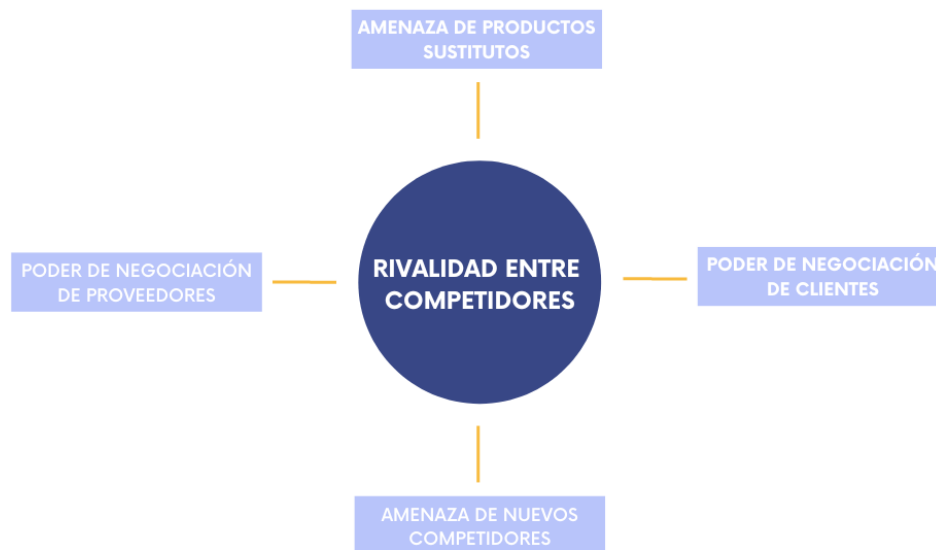 AMENAZA DE PRODUCTOS
SUSTITUTOS
PODER DE NEGOCIACIÓN
DE PROVEEDORES
RIVALIDAD ENTRE
COMPETIDORES
PODER DE NEGOCIACIÓN
DE CLIENTES
AMENAZA DE NUEVOS
COMPETIDORES